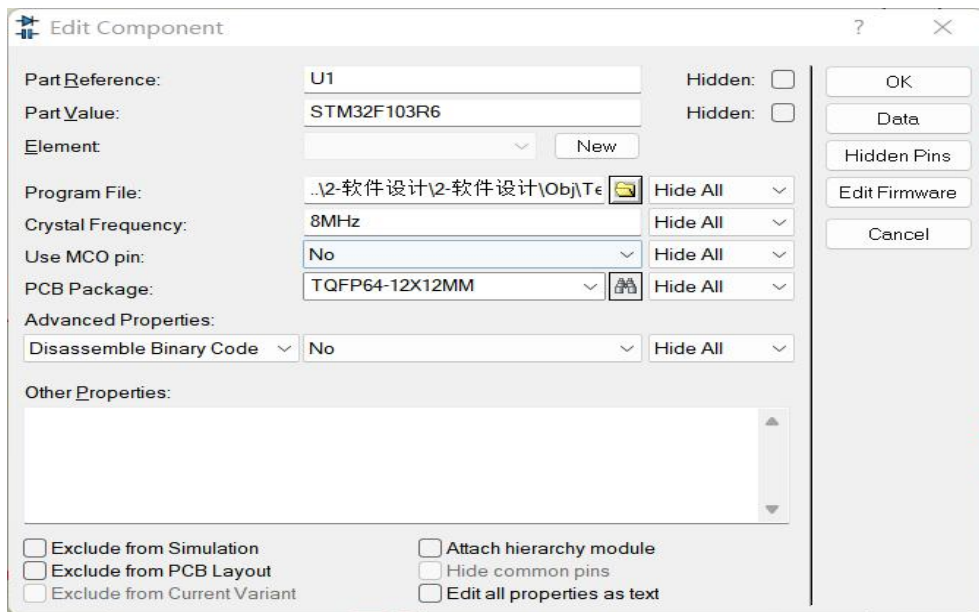 Edit Component ?
Part Reference: U1 Hidden: OK
Part Value: STM32F103R6 Hidden: Data
Element: New Hidden Pins
Program File: ..\2-软件设计\2-软件设计\Obj\Te Hide All Edit Firmware
Crystal Frequency: 8MHz Hide All Cancel
Use MCO pin: No Hide All
PCB Package: TQFP64-12X12MM Hide All
Advanced Properties:
Disassemble Binary Code No Hide All
Other Properties:
Exclude from Simulation Attach hierarchy module
Exclude from PCB Layout Hide common pins
Exclude from Current Variant Edit all properties as text